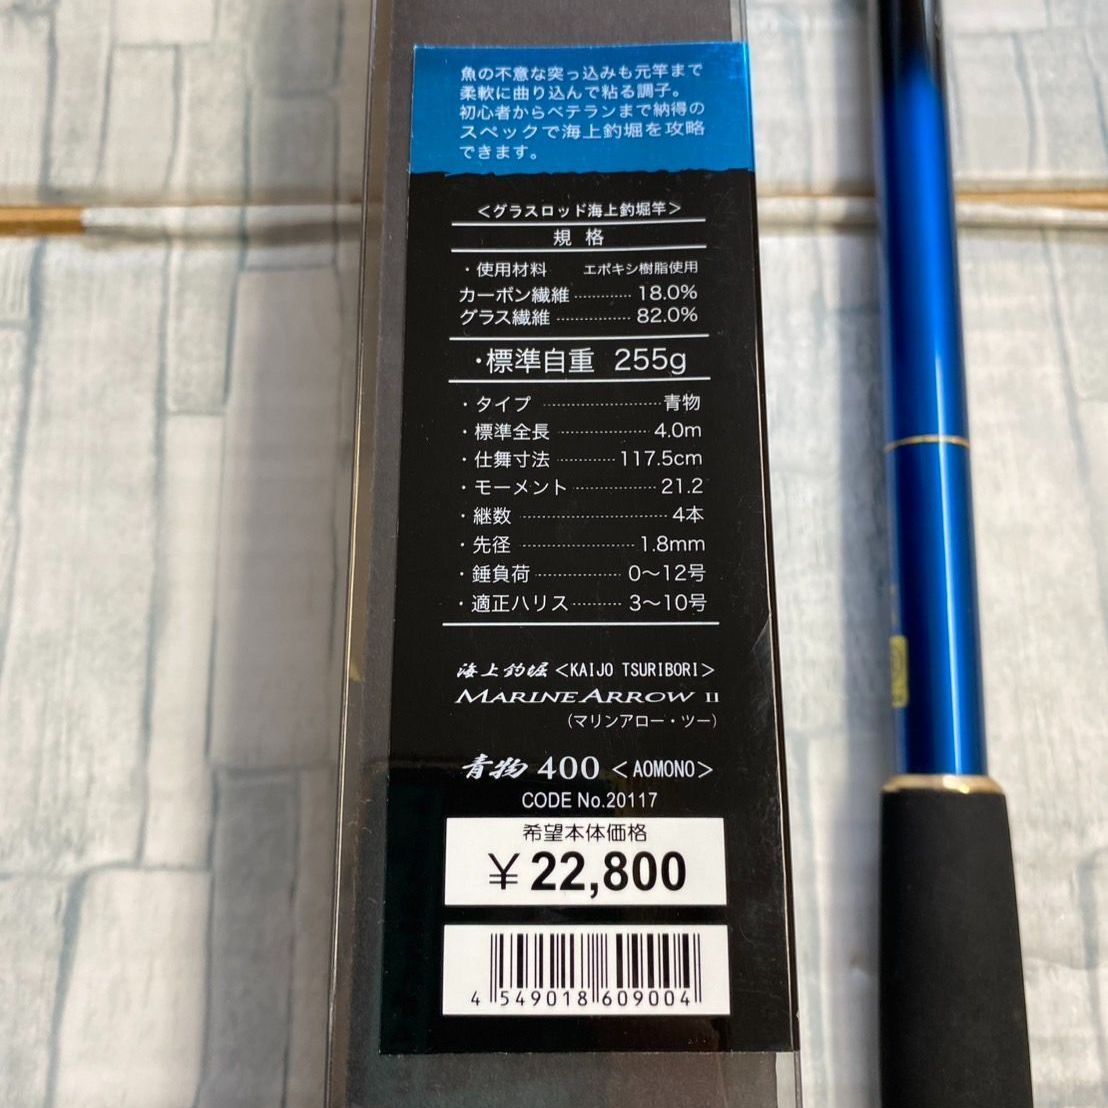 魚の不意な突っ込みも元竿まで
柔軟に曲り込んで粘る調子。
初心者からベテランまで納得の
スペックで海上釣堀を攻略
できます。
<グラスロッド海上釣堀竿>
規 格
・使用材料 エポキシ樹脂使用
カーボン繊維 ………… 18.0%
グラス繊維 ………… 82.0%
・標準自重 255g
・タイプ ………… 青物
・標準全長 ………… 4.0m
・仕舞寸法 ………… 117.5cm
・モーメント ………… 21.2
・継数 ………… 4本
・先径 ………… 1.8mm
・錘負荷 ………… 0〜12号
・適正ハリス ………… 3〜10号
海上釣堀 <KAIJO TSURIBORI>
MARINE ARROW II
(マリンアロー・ツー)
青物 400 <AOMONO>
CODE No.20117
希望本体価格
¥22,800
4 549018 609004